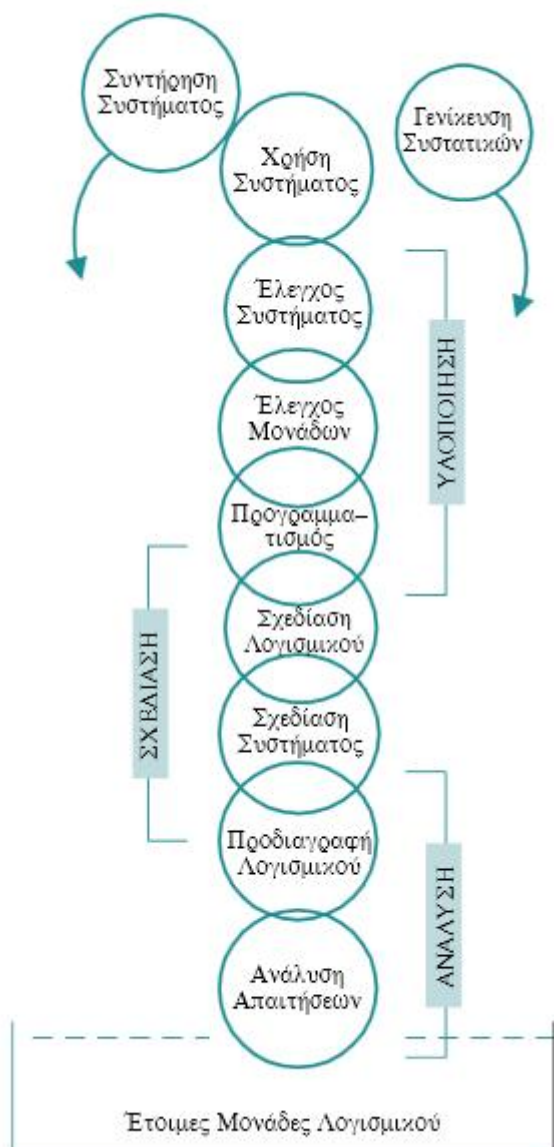 Συντήρηση
Συστήματος
Γενίκευση
Συστατικών
Χρήση
Συστήματος
Έλεγχος
Συστήματος
Έλεγχος
Μονάδων
ΥΛΟΠΟΙΗΣΗ
Προγραμμα–
τισμός
Σχεδίαση
Λογισμικού
ΣΧΕΔΙΑΣΗ
Σχεδίαση
Συστήματος
Προδιαγραφή
Λογισμικού
ΑΝΑΛΥΣΗ
Ανάλυση
Απαιτήσεων
Έτοιμες Μονάδες Λογισμικού